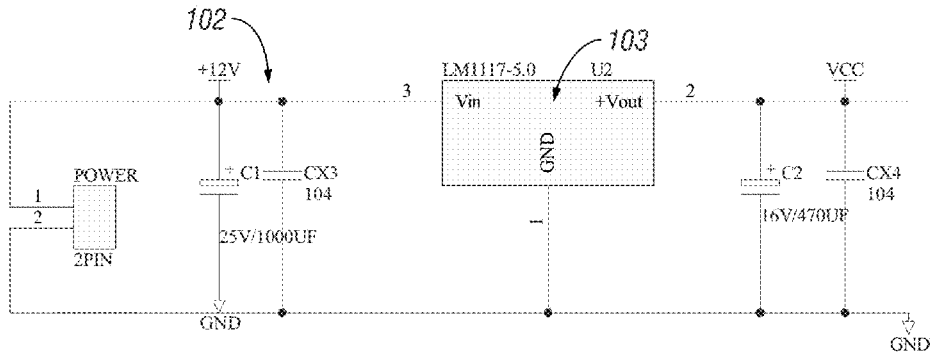 102
103
+12V
LM1117-5.0 U2
VCC
3
Vin
+Vout
2
GND
POWER
1
2
2PIN
+ C1
CX3
104
25V/1000UF
1
+ C2
16V/470UF
CX4
104
GND
GND